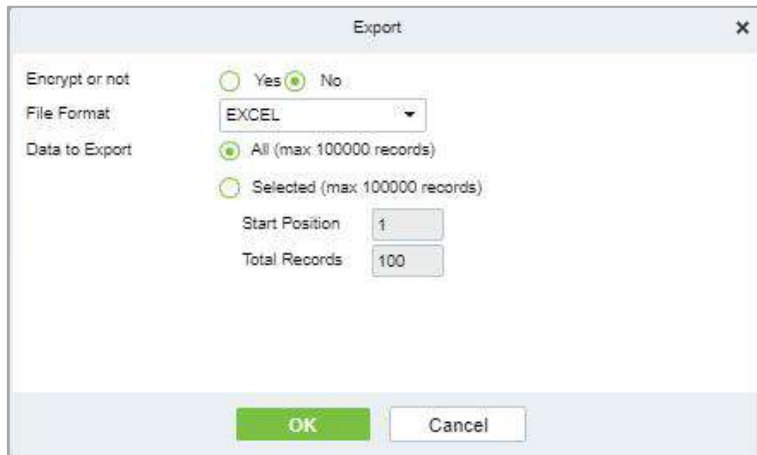 Export
Encrypt or not Yes No
File Format EXCEL
Data to Export All (max 100000 records)
Selected (max 100000 records)
Start Position 1
Total Records 100
OK Cancel